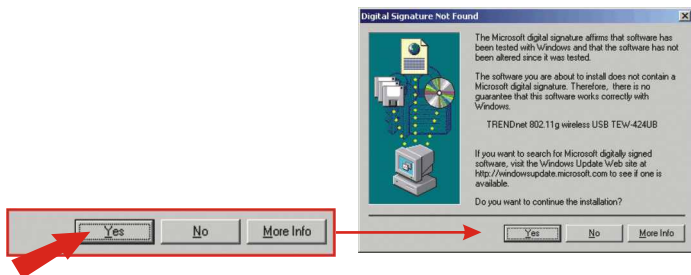 Digital Signature Not Found
The Microsoft digital signature affirms that software has
been tested with Windows and that the software has not
been altered since it was tested.
The software you are about to install does not contain a
Microsoft digital signature. Therefore, there is no
guarantee that this software works correctly with
Windows.
TRENDnet 802.11g wireless USB TEW-424UB
If you want to search for Microsoft digitally signed
software, visit the Windows Update Web site at
http://windowsupdate.microsoft.com to see if one is
available.
Do you want to continue the installation?
Yes No More Info
Yes No More Info